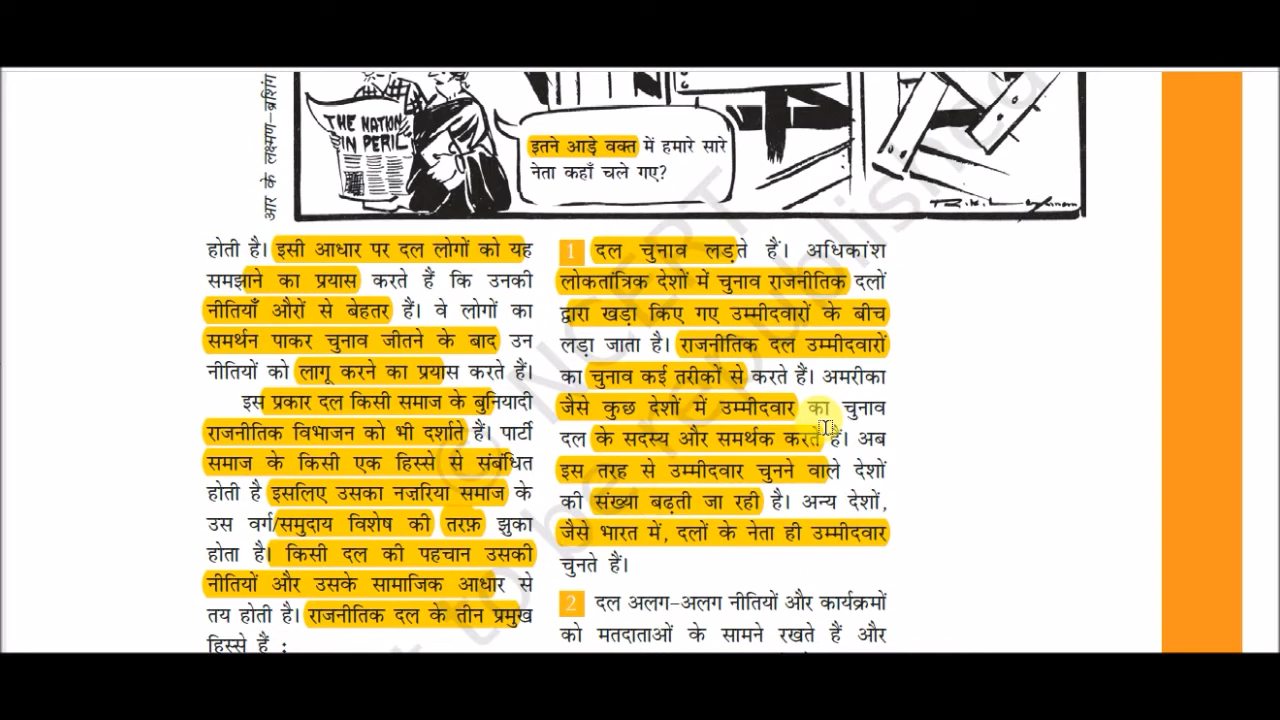 आर के लक्ष्मण-ब्रशिंग
THE NATION
IN PERIL
इतने आड़े वक्त में हमारे सारे
नेता कहाँ चले गए?
होती है। इसी आधार पर दल लोगों को यह
समझाने का प्रयास करते हैं कि उनकी
नीतियाँ औरों से बेहतर हैं। वे लोगों का
समर्थन पाकर चुनाव जीतने के बाद उन
नीतियों को लागू करने का प्रयास करते हैं।
इस प्रकार दल किसी समाज के बुनियादी
राजनीतिक विभाजन को भी दर्शाते हैं। पार्टी
समाज के किसी एक हिस्से से संबंधित
होती है इसलिए उसका नज़रिया समाज के
उस वर्ग/समुदाय विशेष की तरफ़ झुका
होता है। किसी दल की पहचान उसकी
नीतियों और उसके सामाजिक आधार से
तय होती है। राजनीतिक दल के तीन प्रमुख
हिस्से हैं :
1 दल चुनाव लड़ते हैं। अधिकांश
लोकतांत्रिक देशों में चुनाव राजनीतिक दलों
द्वारा खड़ा किए गए उम्मीदवारों के बीच
लड़ा जाता है। राजनीतिक दल उम्मीदवारों
का चुनाव कई तरीकों से करते हैं। अमरीका
जैसे कुछ देशों में उम्मीदवार का चुनाव
दल के सदस्य और समर्थक करते हैं। अब
इस तरह से उम्मीदवार चुनने वाले देशों
की संख्या बढ़ती जा रही है। अन्य देशों,
जैसे भारत में, दलों के नेता ही उम्मीदवार
चुनते हैं।
2 दल अलग-अलग नीतियों और कार्यक्रमों
को मतदाताओं के सामने रखते हैं और
© NCERT
to be republished